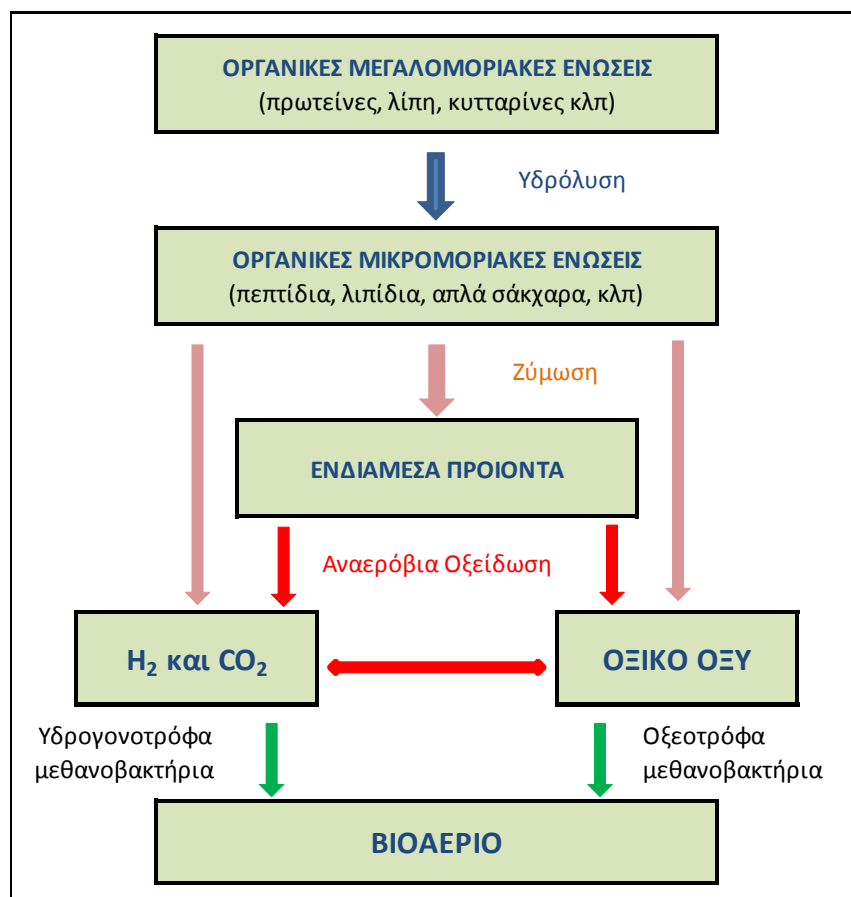 ΟΡΓΑΝΙΚΕΣ ΜΕΓΑΛΟΜΟΡΙΑΚΕΣ ΕΝΩΣΕΙΣ
(πρωτείνες, λίπη, κυτταρίνες κλπ)
Υδρόλυση
ΟΡΓΑΝΙΚΕΣ ΜΙΚΡΟΜΟΡΙΑΚΕΣ ΕΝΩΣΕΙΣ
(πεπτίδια, λιπίδια, απλά σάκχαρα, κλπ)
Ζύμωση
ΕΝΔΙΑΜΕΣΑ ΠΡΟΙΟΝΤΑ
Αναερόβια Οξείδωση
H₂ και CO₂
ΟΞΙΚΟ ΟΞΥ
Υδρογονοτρόφα
μεθανοβακτήρια
Οξεοτρόφα
μεθανοβακτήρια
ΒΙΟΑΕΡΙΟ